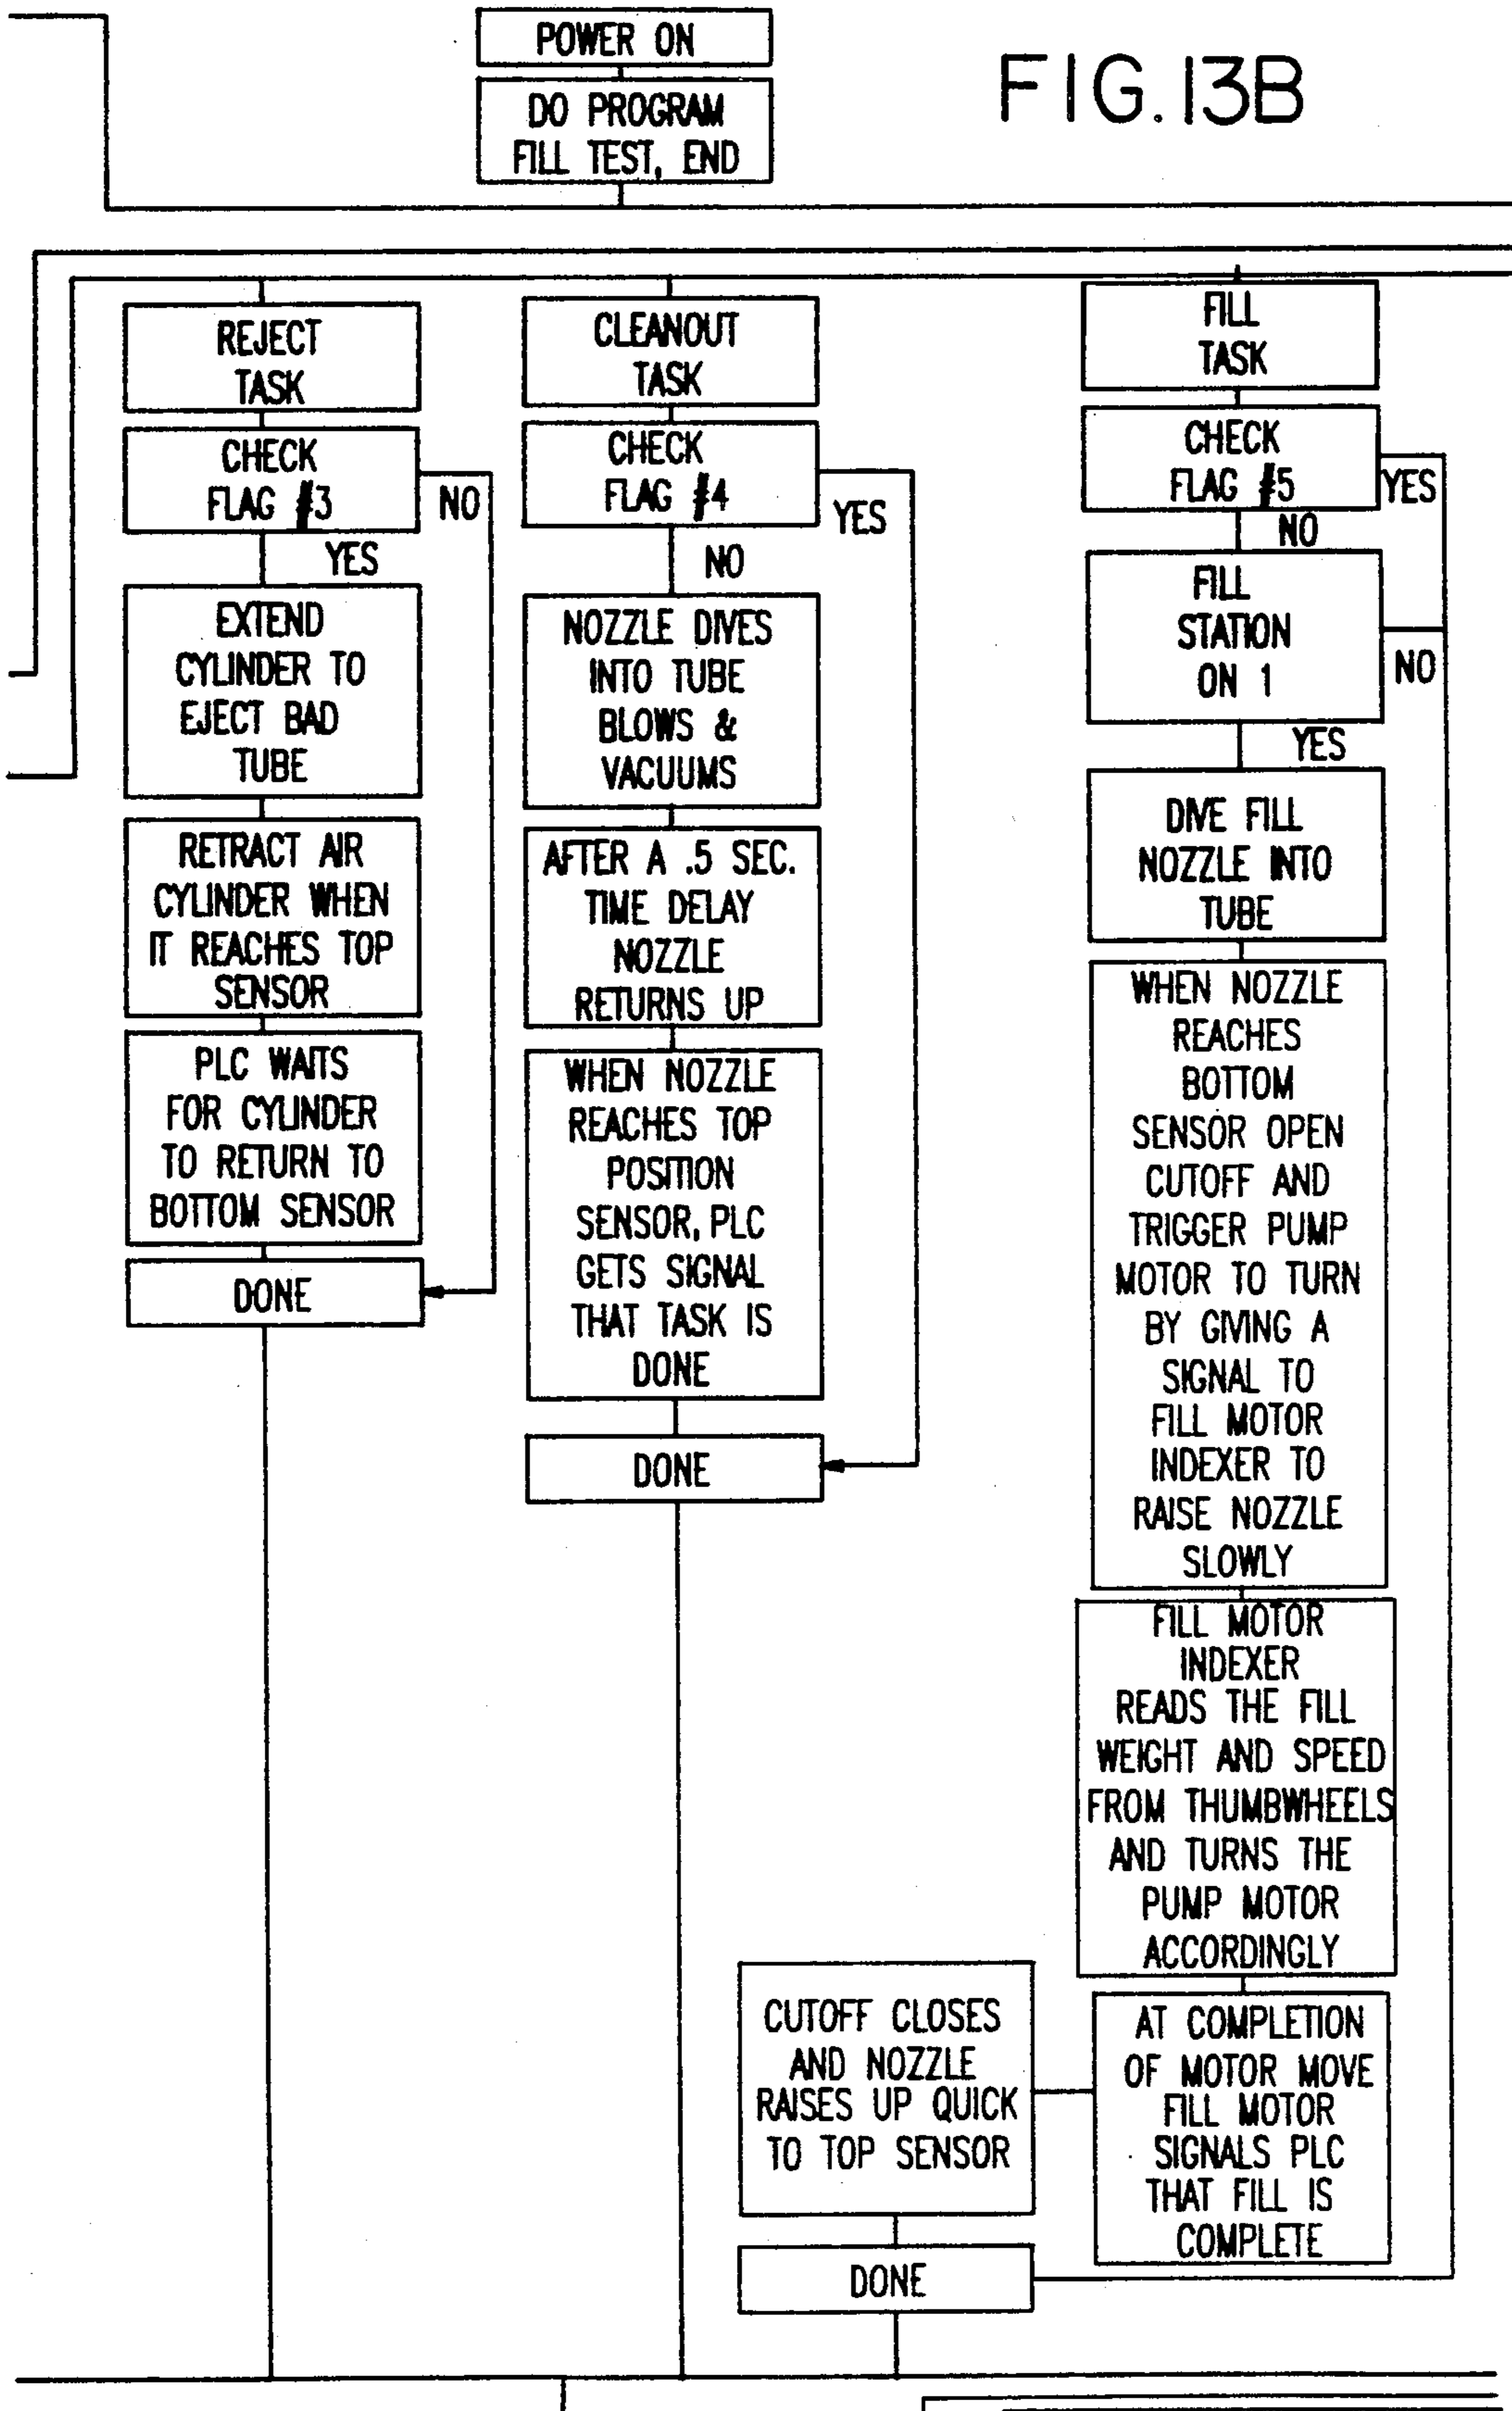 POWER ON
DO PROGRAM
FILL TEST, END
FIG. 13B
REJECT
TASK
CHECK
FLAG #3
NO
YES
EXTEND
CYLINDER TO
EJECT BAD
TUBE
RETRACT AIR
CYLINDER WHEN
IT REACHES TOP
SENSOR
PLC WAITS
FOR CYLINDER
TO RETURN TO
BOTTOM SENSOR
DONE
CLEANOUT
TASK
CHECK
FLAG #4
YES
NO
NOZZLE DIVES
INTO TUBE
BLOWS &
VACUUMS
AFTER A .5 SEC.
TIME DELAY
NOZZLE
RETURNS UP
WHEN NOZZLE
REACHES TOP
POSITION
SENSOR, PLC
GETS SIGNAL
THAT TASK IS
DONE
DONE
FILL
TASK
CHECK
FLAG #5
YES
NO
FILL
STATION
ON 1
NO
YES
DIVE FILL
NOZZLE INTO
TUBE
WHEN NOZZLE
REACHES
BOTTOM
SENSOR OPEN
CUTOFF AND
TRIGGER PUMP
MOTOR TO TURN
BY GIVING A
SIGNAL TO
FILL MOTOR
INDEXER TO
RAISE NOZZLE
SLOWLY
FILL MOTOR
INDEXER
READS THE FILL
WEIGHT AND SPEED
FROM THUMBWHEELS
AND TURNS THE
PUMP MOTOR
ACCORDINGLY
AT COMPLETION
OF MOTOR MOVE
FILL MOTOR
SIGNALS PLC
THAT FILL IS
COMPLETE
CUTOFF CLOSES
AND NOZZLE
RAISES UP QUICK
TO TOP SENSOR
DONE